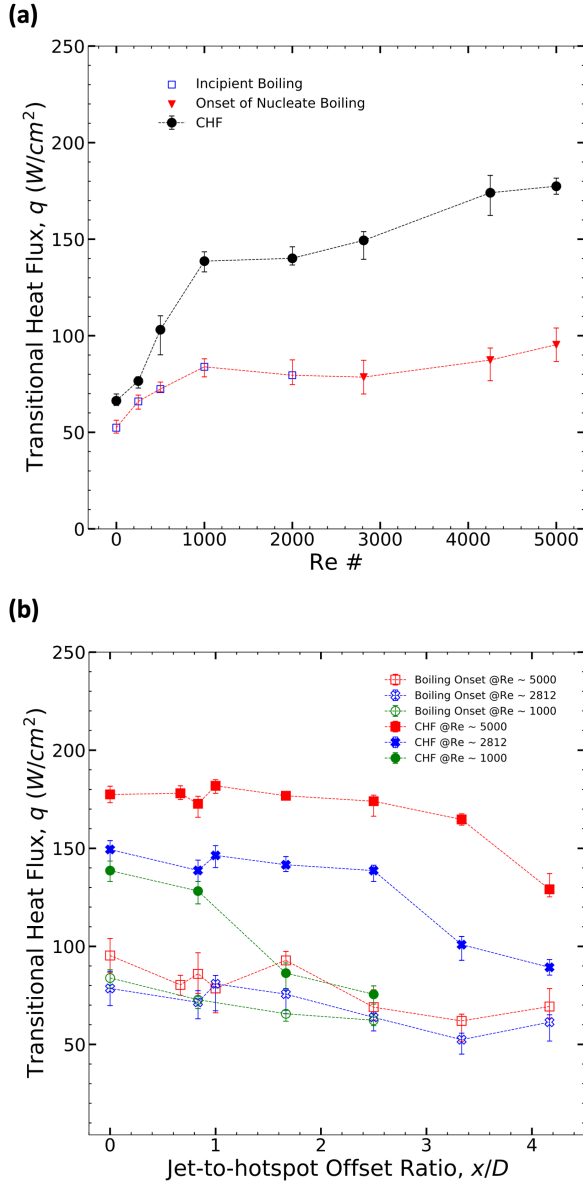 (a)
250
200
150
100
50
0
Transitional Heat Flux, q (W/cm²)
Incipient Boiling
Onset of Nucleate Boiling
CHF
0 1000 2000 3000 4000 5000
Re #
(b)
250
200
150
100
50
Transitional Heat Flux, q (W/cm²)
Boiling Onset @Re ~ 5000
Boiling Onset @Re ~ 2812
Boiling Onset @Re ~ 1000
CHF @Re ~ 5000
CHF @Re ~ 2812
CHF @Re ~ 1000
0 1 2 3 4
Jet-to-hotspot Offset Ratio, x/D